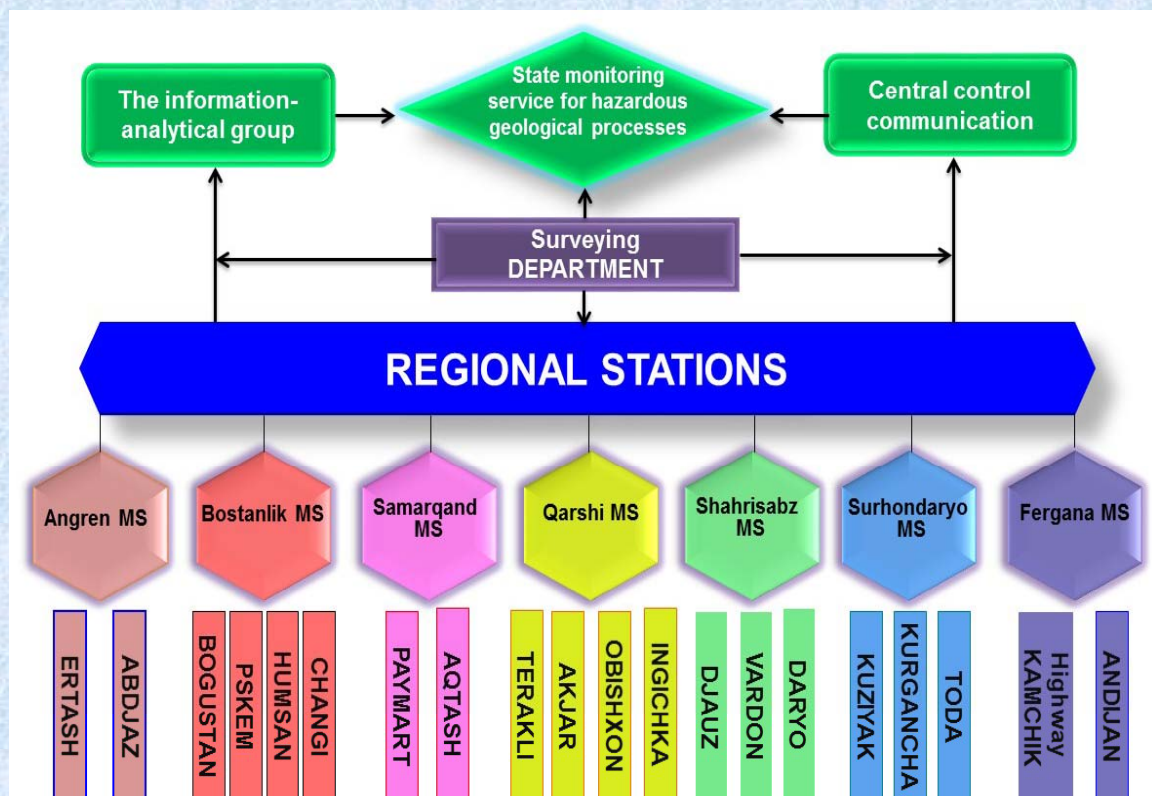 The information-
analytical group
State monitoring
service for hazardous
geological processes
Central control
communication
Surveying
DEPARTMENT
REGIONAL STATIONS
Angren MS
Bostanlik MS
Samarqand
MS
Qarshi MS
Shahrisabz
MS
Surhondaryo
MS
Fergana MS
ERTASH
ABDJAZ
BOGUSTAN
PSKEM
HUMSAN
CHANGI
PAYMART
AQTASH
TERAKLI
AKJAR
OBISHXON
INGICHKA
DJAUZ
VARDON
DARYO
KUZIYAK
KURGANCHA
TODA
Highway
KAMCHIK
ANDIJAN